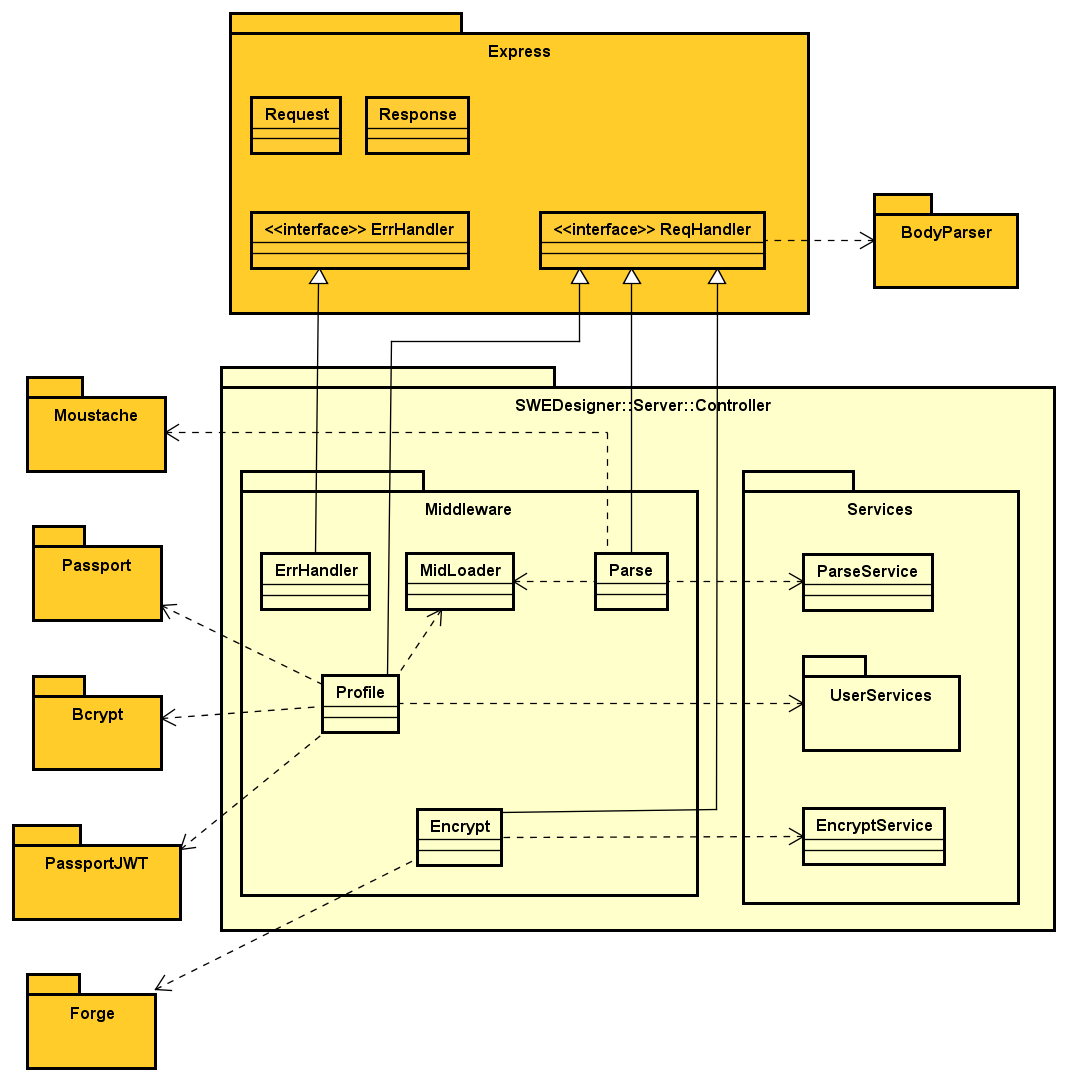 Express
Request
Response
<<interface>> ErrHandler
<<interface>> ReqHandler
BodyParser
Moustache
SWEDesigner::Server::Controller
Middleware
Services
Passport
ErrHandler
MidLoader
Parse
ParseService
Profile
UserServices
Bcrypt
Encrypt
EncryptService
PassportJWT
Forge